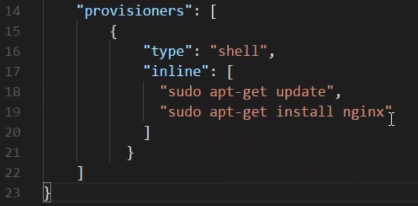 14 "provisioners": [
15 {
16 "type": "shell",
17 "inline": [
18 "sudo apt-get update",
19 "sudo apt-get install nginx"
20 ]
21 }
22 ]
23 }